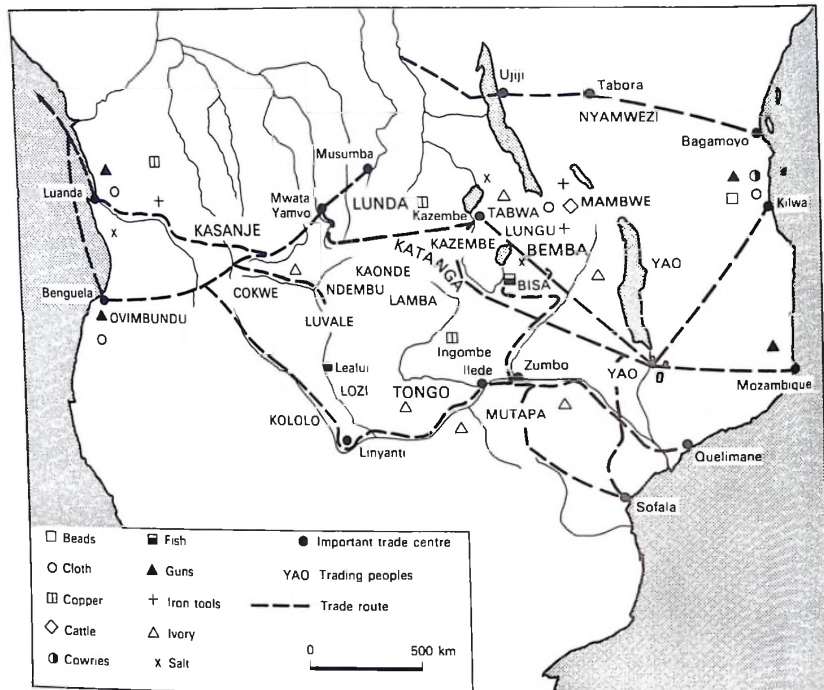 Ujiji
Tabora
NYAMWEZI
Bagamoyo
Musumba
Luanda
Mwata
Yamvo
LUNDA
Kazembe
TABWA
MAMBWE
Kilwa
KASANJE
LUNGU
KAZEMBE
BEMBA
KATANGA
YAO
COKWE
KAONDE
NDEMBU
BISA
LAMBA
Benguela
OVIMBUNDU
LUVALE
Ingombe
Ilede
Zumbo
YAO
Mozambique
Lealui
LOZI
TONGO
MUTAPA
KOLOLO
Linyanti
Quelimane
Sofala
Beads
Fish
Important trade centre
Cloth
Guns
YAO Trading peoples
Copper
Iron tools
Trade route
Cattle
Ivory
Cowries
Salt
0 500 km